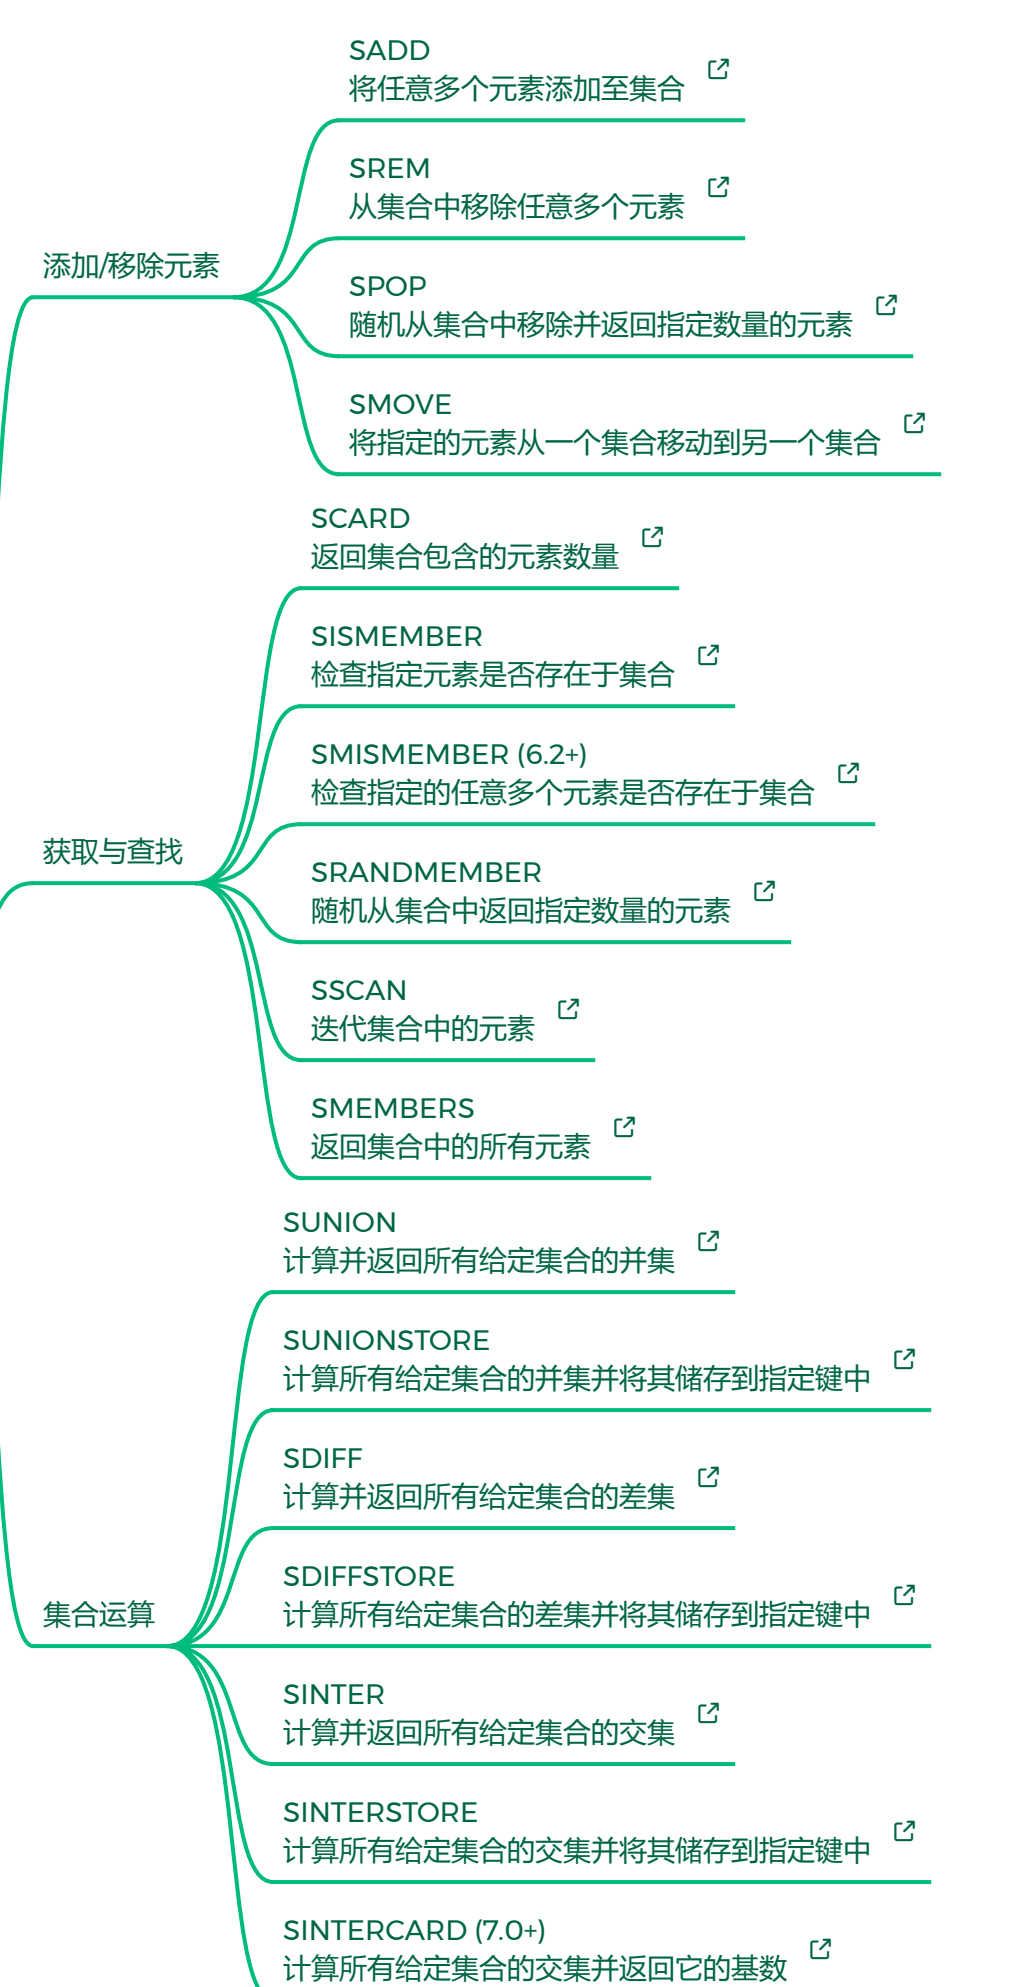 添加/移除元素
SADD
将任意多个元素添加至集合
SREM
从集合中移除任意多个元素
SPOP
随机从集合中移除并返回指定数量的元素
SMOVE
将指定的元素从一个集合移动到另一个集合
获取与查找
SCARD
返回集合包含的元素数量
SISMEMBER
检查指定元素是否存在于集合
SMISMEMBER (6.2+)
检查指定的任意多个元素是否存在于集合
SRANDMEMBER
随机从集合中返回指定数量的元素
SSCAN
迭代集合中的元素
SMEMBERS
返回集合中的所有元素
集合运算
SUNION
计算并返回所有给定集合的并集
SUNIONSTORE
计算所有给定集合的并集并将其储存到指定键中
SDIFF
计算并返回所有给定集合的差集
SDIFFSTORE
计算所有给定集合的差集并将其储存到指定键中
SINTER
计算并返回所有给定集合的交集
SINTERSTORE
计算所有给定集合的交集并将其储存到指定键中
SINTERCARD (7.0+)
计算所有给定集合的交集并返回它的基数